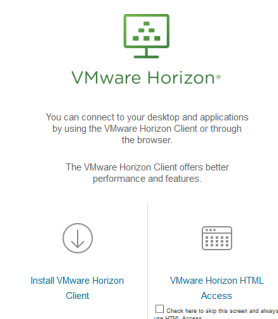 VMware Horizon®
You can connect to your desktop and applications
by using the VMware Horizon Client or through
the browser.
The VMware Horizon Client offers better
performance and features.
Install VMware Horizon
Client
VMware Horizon HTML
Access
Check here to skip this screen and always
use HTML Access.